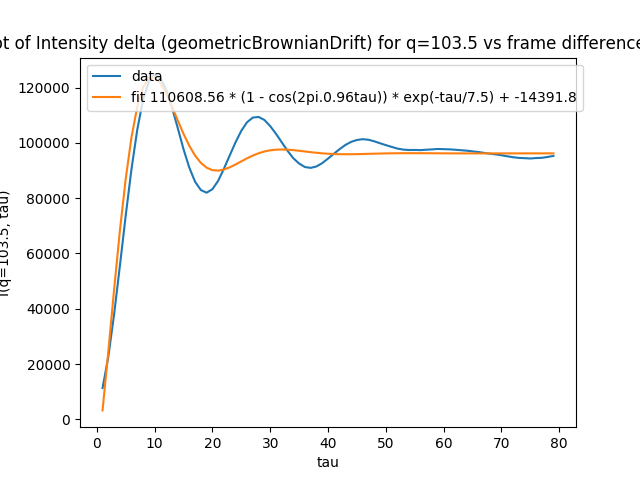 ot of Intensity delta (geometricBrownianDrift) for q=103.5 vs frame difference
data
fit 110608.56 * (1 - cos(2pi.0.96tau)) * exp(-tau/7.5) + -14391.8
I(q=103.5, tau)
120000
100000
80000
60000
40000
20000
0
0 10 20 30 40 50 60 70 80
tau